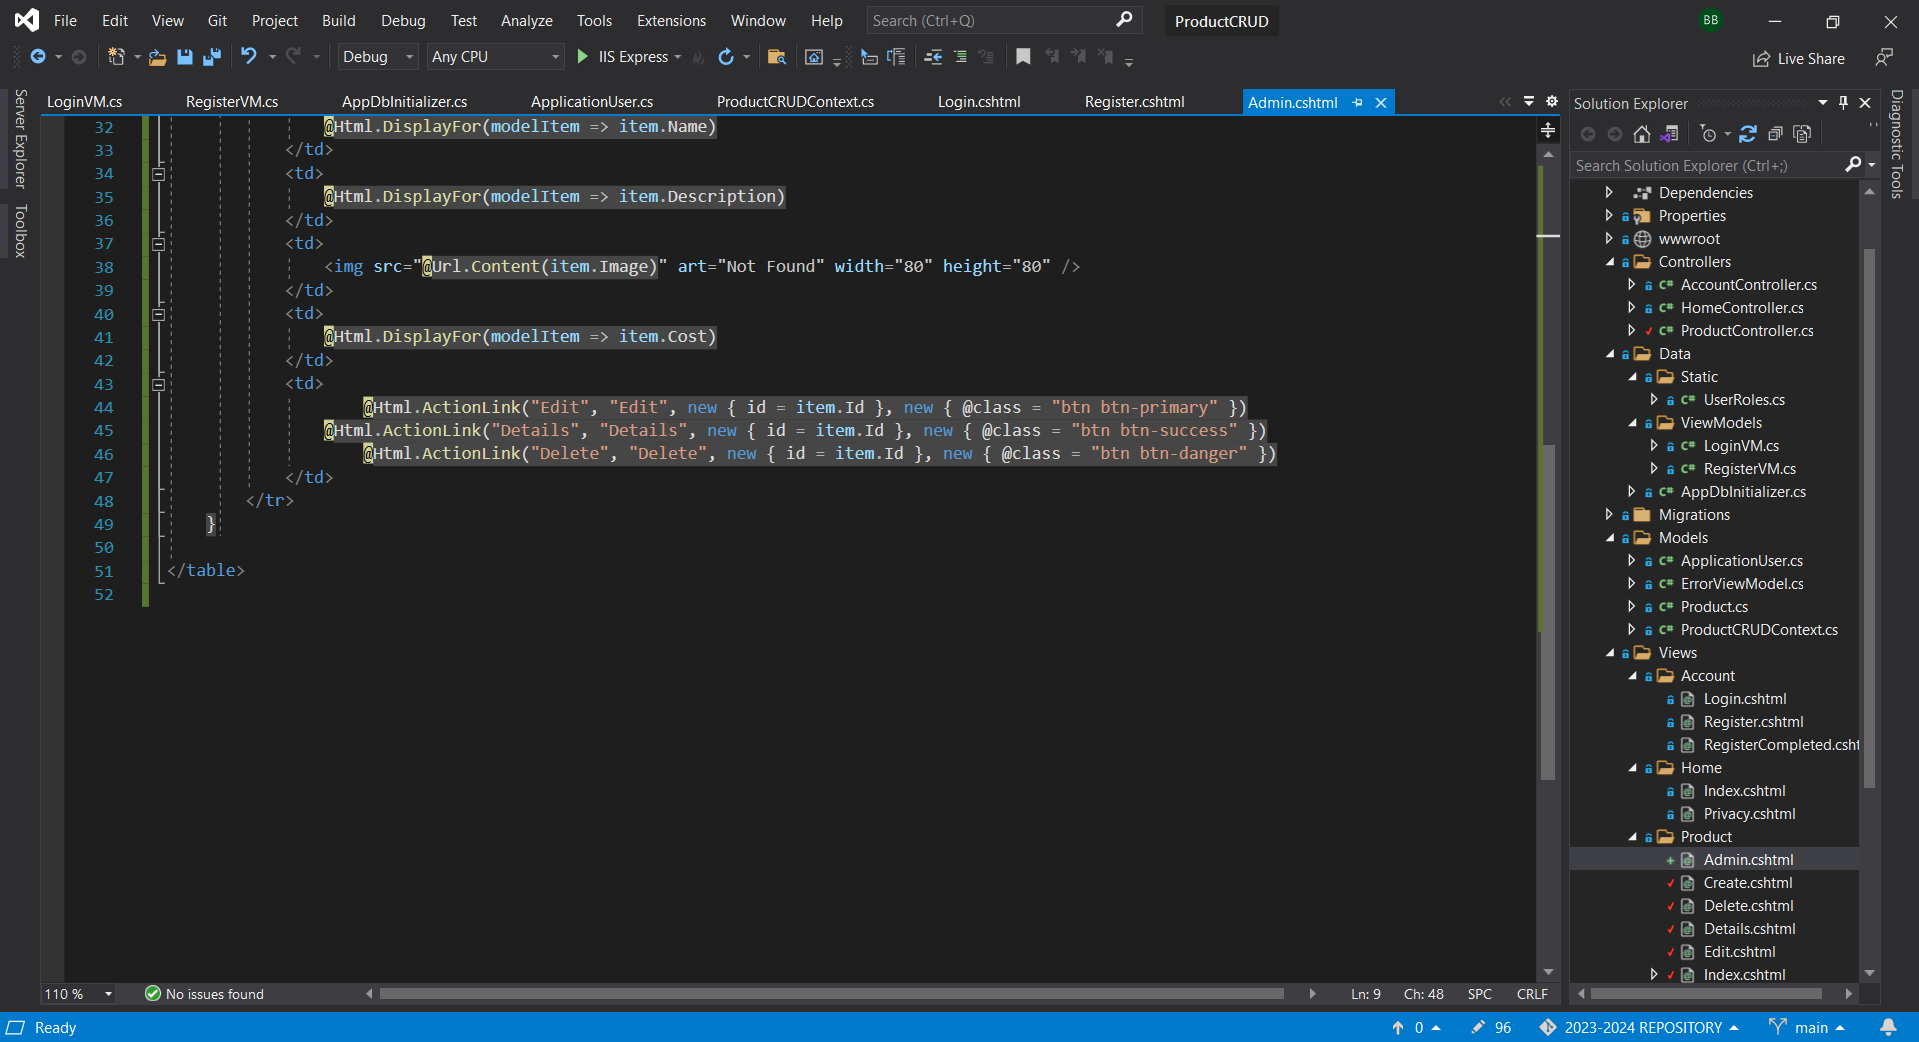 File Edit View Git Project Build Debug Test Analyze Tools Extensions Window Help Search (Ctrl+Q) ProductCRUD BB
Debug Any CPU IIS Express Live Share
Server Explorer
Toolbox
LoginVM.cs RegisterVM.cs AppDbInitializer.cs ApplicationUser.cs ProductCRUDContext.cs Login.cshtml Register.cshtml Admin.cshtml
32 @Html.DisplayFor(modelItem => item.Name)
33 </td>
34 <td>
35 @Html.DisplayFor(modelItem => item.Description)
36 </td>
37 <td>
38 <img src="@Url.Content(item.Image)" art="Not Found" width="80" height="80" />
39 </td>
40 <td>
41 @Html.DisplayFor(modelItem => item.Cost)
42 </td>
43 <td>
44 @Html.ActionLink("Edit", "Edit", new { id = item.Id }, new { @class = "btn btn-primary" })
45 @Html.ActionLink("Details", "Details", new { id = item.Id }, new { @class = "btn btn-success" })
46 @Html.ActionLink("Delete", "Delete", new { id = item.Id }, new { @class = "btn btn-danger" })
47 </td>
48 </tr>
49 }
50
51 </table>
52
110 % No issues found Ln: 9 Ch: 48 SPC CRLF
Solution Explorer
Search Solution Explorer (Ctrl+;)
Dependencies
Properties
wwwroot
Controllers
C# AccountController.cs
C# HomeController.cs
C# ProductController.cs
Data
Static
C# UserRoles.cs
ViewModels
C# LoginVM.cs
C# RegisterVM.cs
C# AppDbInitializer.cs
Migrations
Models
C# ApplicationUser.cs
C# ErrorViewModel.cs
C# Product.cs
C# ProductCRUDContext.cs
Views
Account
Login.cshtml
Register.cshtml
RegisterCompleted.csht
Home
Index.cshtml
Privacy.cshtml
Product
Admin.cshtml
Create.cshtml
Delete.cshtml
Details.cshtml
Edit.cshtml
Index.cshtml
Diagnostic Tools
Ready 0 96 2023-2024 REPOSITORY main